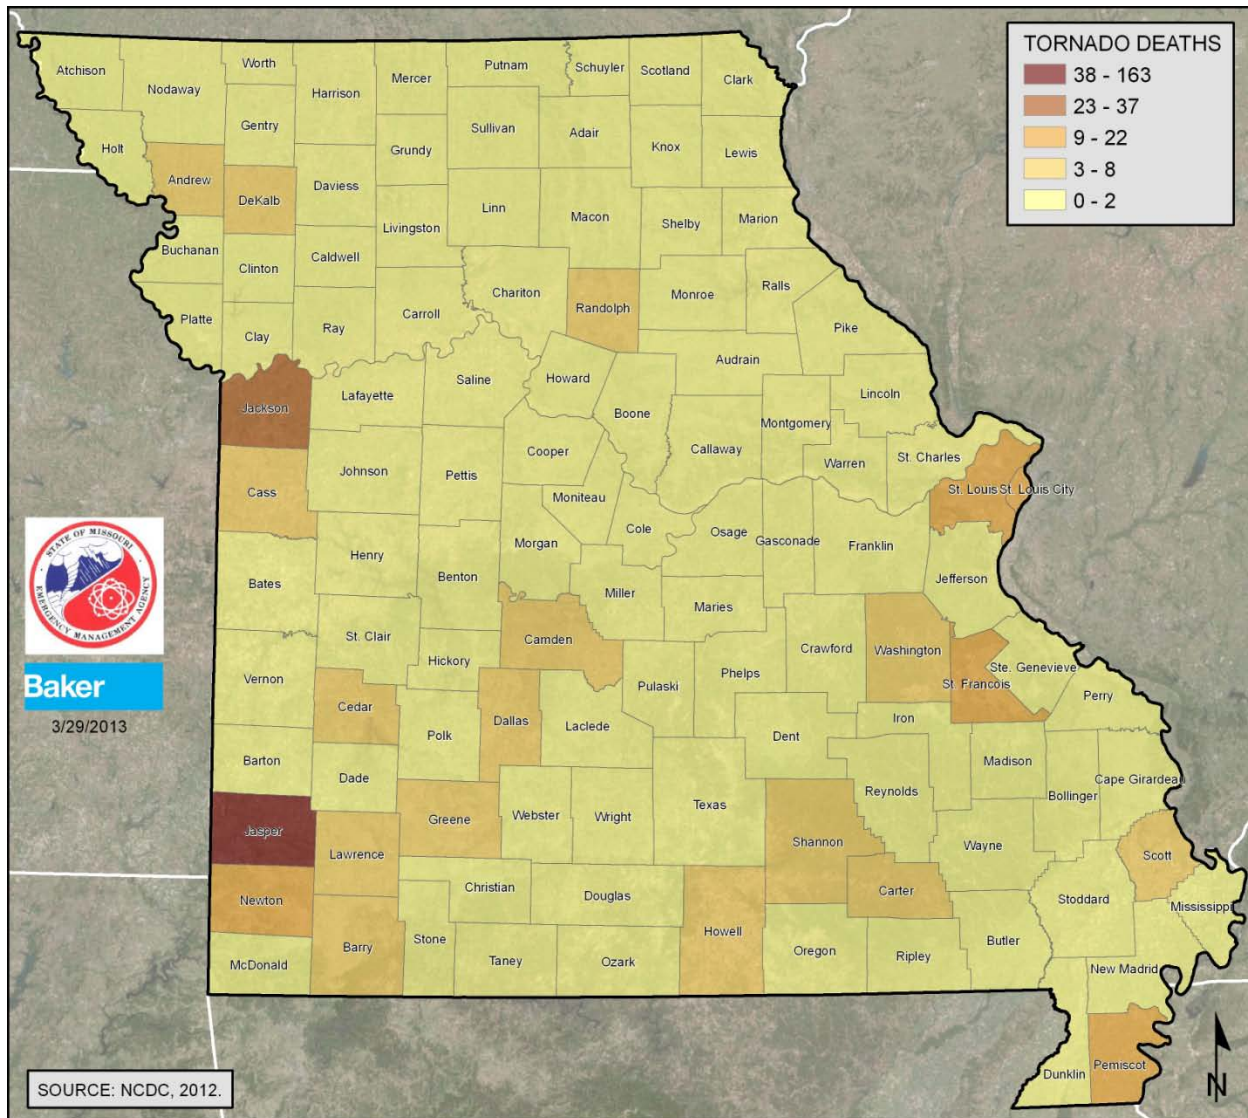 TORNADO DEATHS
38 - 163
23 - 37
9 - 22
3 - 8
0 - 2
Atchison
Nodaway
Worth
Harrison
Mercer
Putnam
Schuyler
Scotland
Clark
Gentry
Sullivan
Adair
Knox
Lewis
Holt
Andrew
DeKalb
Daviess
Grundy
Linn
Macon
Shelby
Marion
Livingston
Buchanan
Clinton
Caldwell
Chariton
Randolph
Monroe
Ralls
Pike
Platte
Clay
Ray
Carroll
Audrain
Jackson
Lafayette
Saline
Howard
Boone
Lincoln
Callaway
Montgomery
Warren
St. Charles
Cass
Johnson
Pettis
Cooper
Moniteau
St. Louis
St. Louis City
Cole
Osage
Gasconade
Franklin
Morgan
Henry
Benton
Jefferson
Bates
Miller
Maries
St. Clair
Hickory
Camden
Crawford
Washington
Ste. Genevieve
Vernon
Pulaski
Phelps
St. Francois
Perry
Cedar
Polk
Dallas
Laclede
Dent
Iron
Barton
Dade
Madison
Bollinger
Cape Girardeau
Reynolds
Texas
Jasper
Lawrence
Greene
Webster
Wright
Shannon
Wayne
Scott
Newton
Christian
Douglas
Carter
Stoddard
Mississippi
Barry
Stone
Howell
McDonald
Taney
Ozark
Oregon
Ripley
Butler
New Madrid
Dunklin
Pemiscot
STATE OF MISSOURI
EMERGENCY MANAGEMENT AGENCY
Baker
3/29/2013
SOURCE: NCDC, 2012.
N